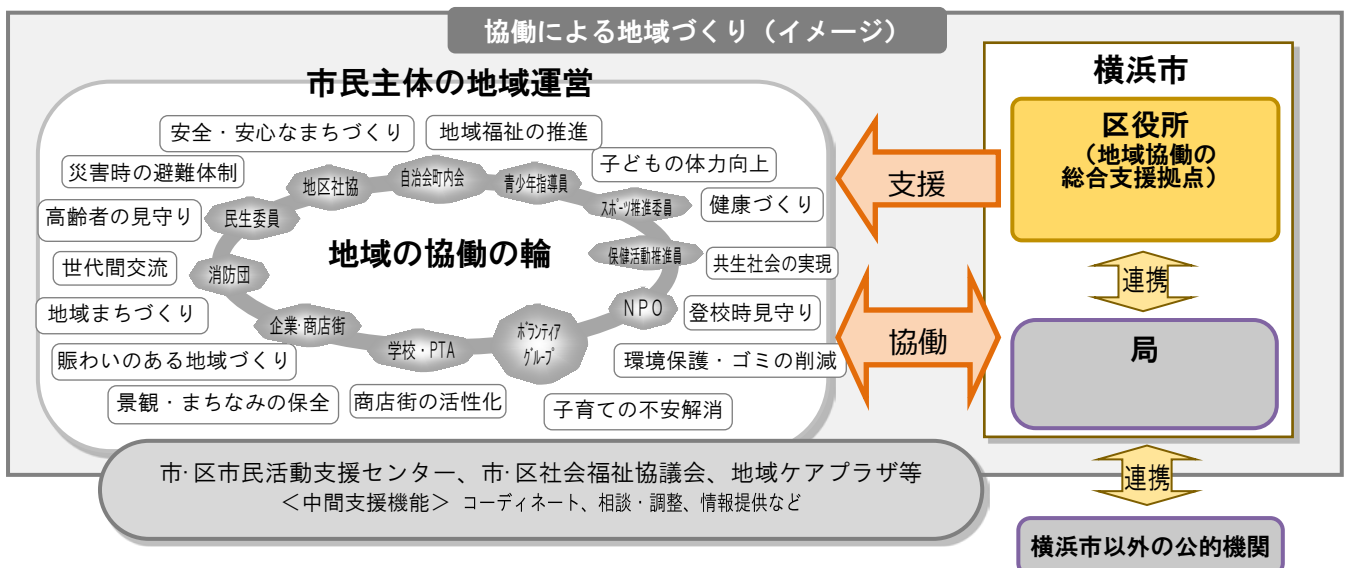 協働による地域づくり（イメージ）
市民主体の地域運営
安全・安心なまちづくり
地域福祉の推進
災害時の避難体制
子どもの体力向上
高齢者の見守り
健康づくり
世代間交流
共生社会の実現
地域まちづくり
登校時見守り
賑わいのある地域づくり
環境保護・ゴミの削減
景観・まちなみの保全
商店街の活性化
子育ての不安解消
地域の協働の輪
自治会町内会
青少年指導員
スポーツ推進委員
保健活動推進員
NPO
ボランティア
グループ
学校・PTA
企業・商店街
消防団
民生委員
地区社協
支援
協働
横浜市
区役所
（地域協働の
総合支援拠点）
連携
局
連携
横浜市以外の公的機関
市・区市民活動支援センター、市・区社会福祉協議会、地域ケアプラザ等
＜中間支援機能＞ コーディネート、相談・調整、情報提供など